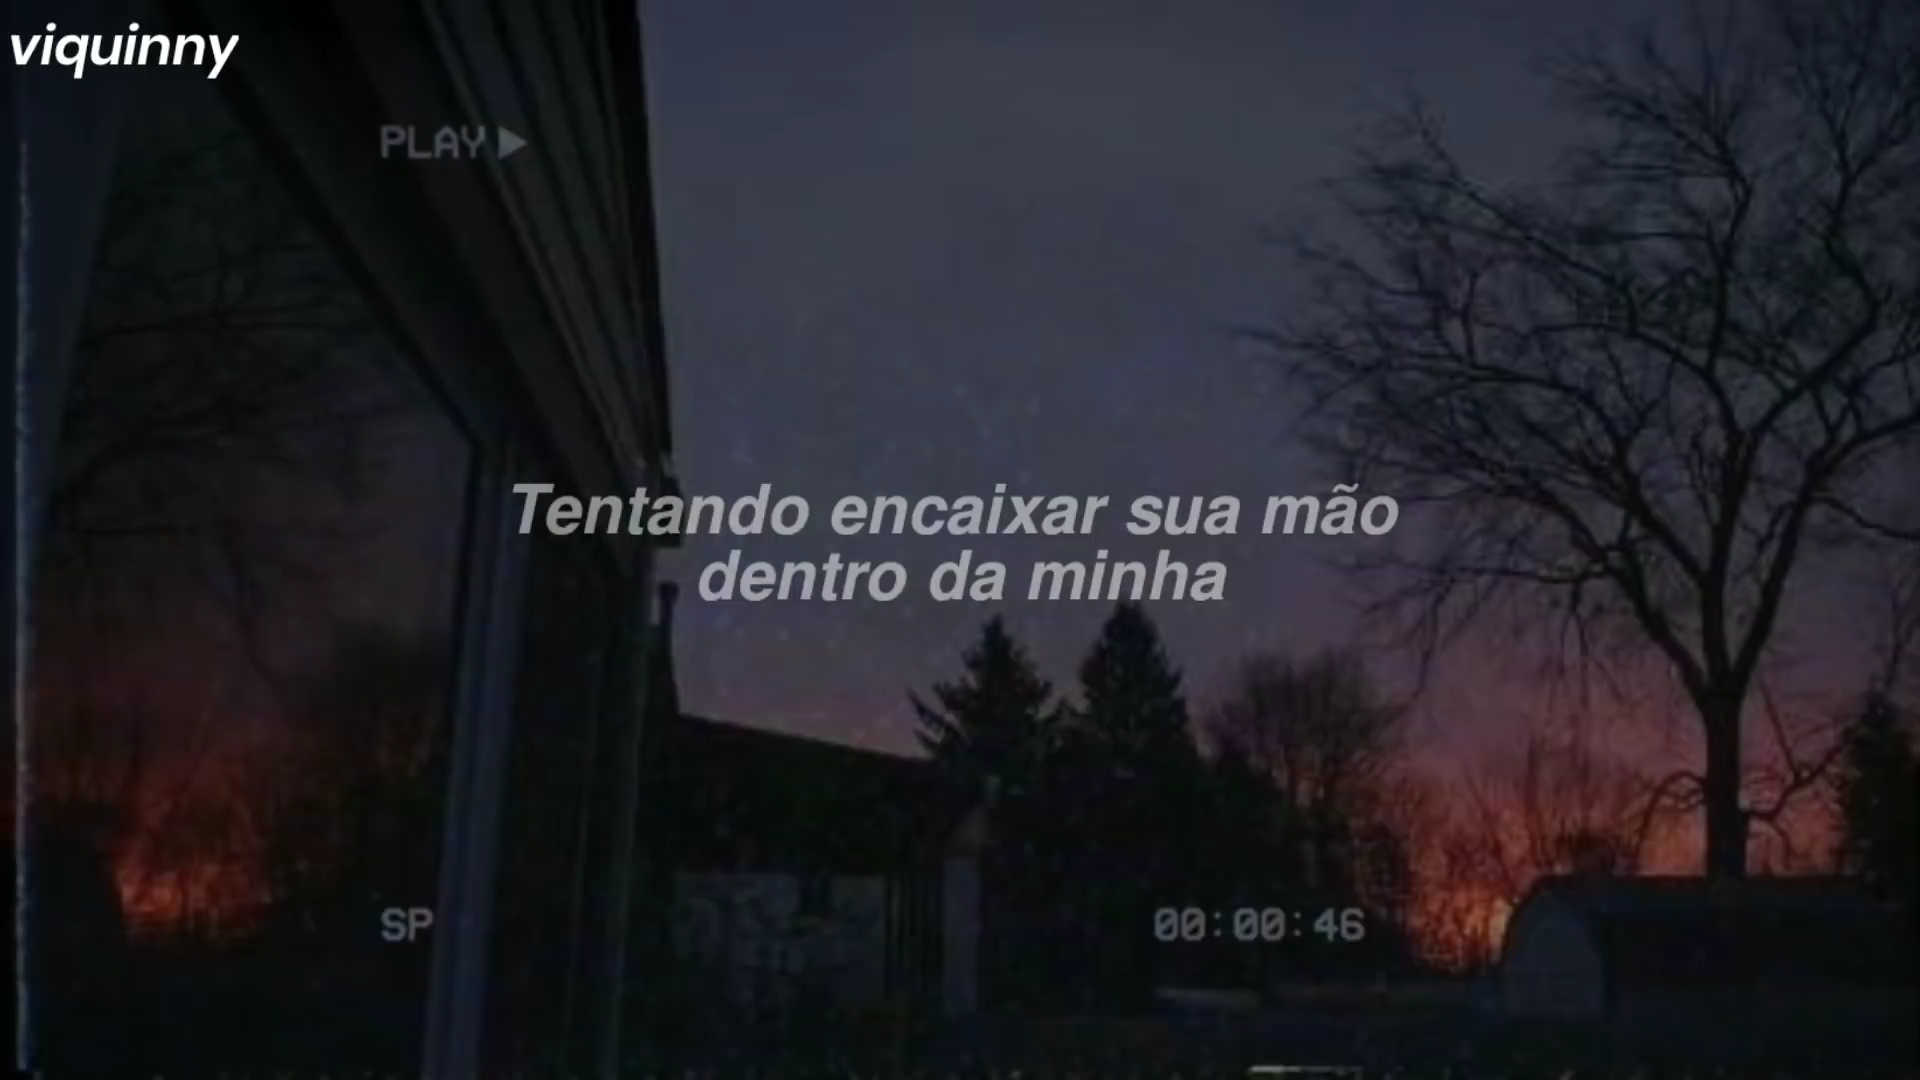 viquinny
PLAY ▶
Tentando encaixar sua mão
dentro da minha
SP
00:00:46